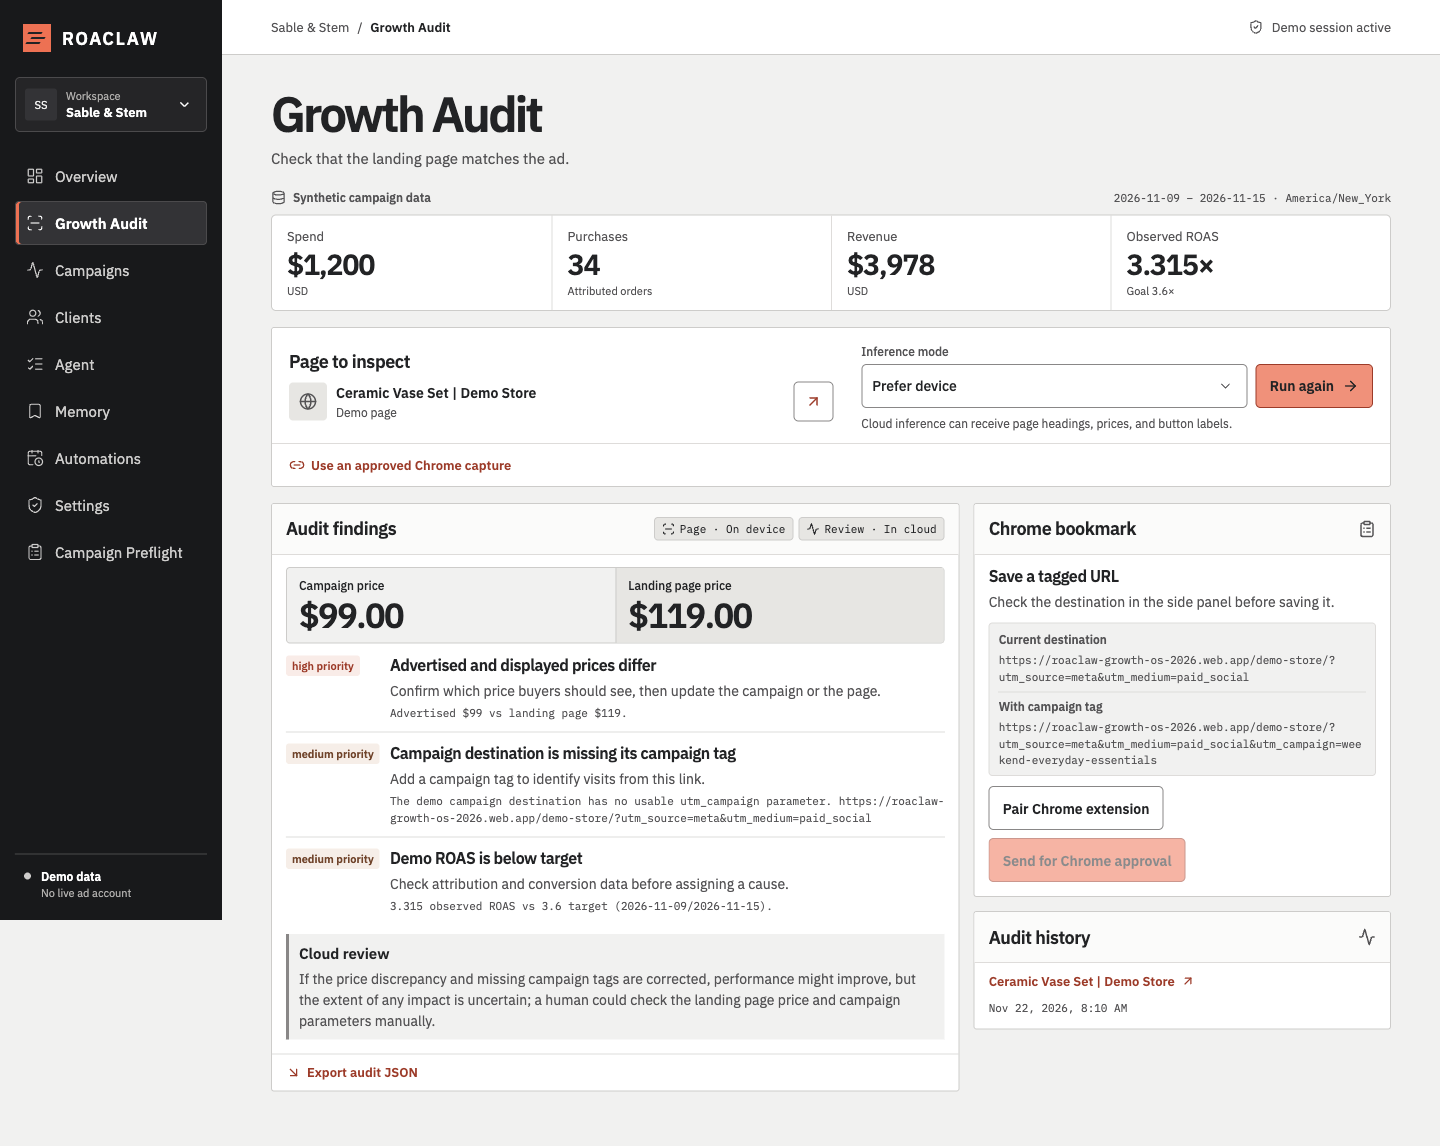 ROACLAW
SS
Workspace
Sable & Stem
Overview
Growth Audit
Campaigns
Clients
Agent
Memory
Automations
Settings
Campaign Preflight
Demo data
No live ad account
Sable & Stem / Growth Audit
Demo session active
Growth Audit
Check that the landing page matches the ad.
Synthetic campaign data
2026-11-09 – 2026-11-15 · America/New_York
Spend
$1,200
USD
Purchases
34
Attributed orders
Revenue
$3,978
USD
Observed ROAS
3.315×
Goal 3.6×
Page to inspect
Ceramic Vase Set | Demo Store
Demo page
Inference mode
Prefer device
Run again
Cloud inference can receive page headings, prices, and button labels.
Use an approved Chrome capture
Audit findings
Page · On device
Review · In cloud
Campaign price
$99.00
Landing page price
$119.00
high priority
Advertised and displayed prices differ
Confirm which price buyers should see, then update the campaign or the page.
Advertised $99 vs landing page $119.
medium priority
Campaign destination is missing its campaign tag
Add a campaign tag to identify visits from this link.
The demo campaign destination has no usable utm_campaign parameter. https://roaclaw-
growth-os-2026.web.app/demo-store/?utm_source=meta&utm_medium=paid_social
medium priority
Demo ROAS is below target
Check attribution and conversion data before assigning a cause.
3.315 observed ROAS vs 3.6 target (2026-11-09/2026-11-15).
Cloud review
If the price discrepancy and missing campaign tags are corrected, performance might improve, but
the extent of any impact is uncertain; a human could check the landing page price and campaign
parameters manually.
Export audit JSON
Chrome bookmark
Save a tagged URL
Check the destination in the side panel before saving it.
Current destination
https://roaclaw-growth-os-2026.web.app/demo-store/?
utm_source=meta&utm_medium=paid_social
With campaign tag
https://roaclaw-growth-os-2026.web.app/demo-store/?
utm_source=meta&utm_medium=paid_social&utm_campaign=wee
kend-everyday-essentials
Pair Chrome extension
Send for Chrome approval
Audit history
Ceramic Vase Set | Demo Store
Nov 22, 2026, 8:10 AM